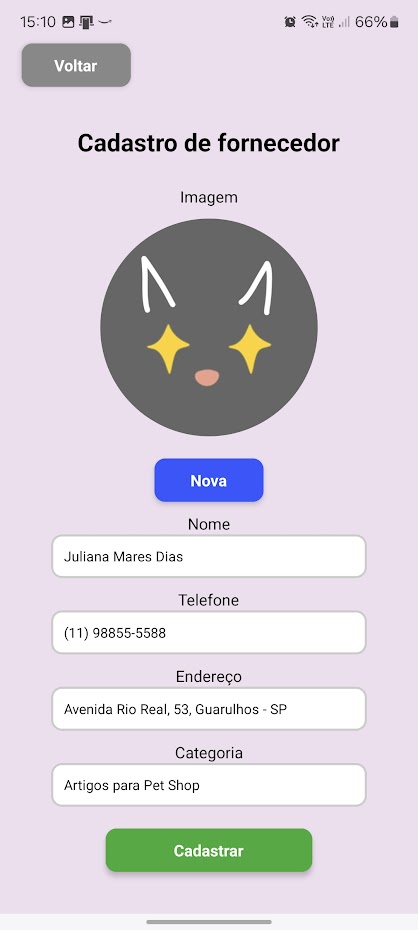 15:10 Vo) LTE 66%
Voltar
Cadastro de fornecedor
Imagem
Nova
Nome
Juliana Mares Dias
Telefone
(11) 98855-5588
Endereço
Avenida Rio Real, 53, Guarulhos - SP
Categoria
Artigos para Pet Shop
Cadastrar